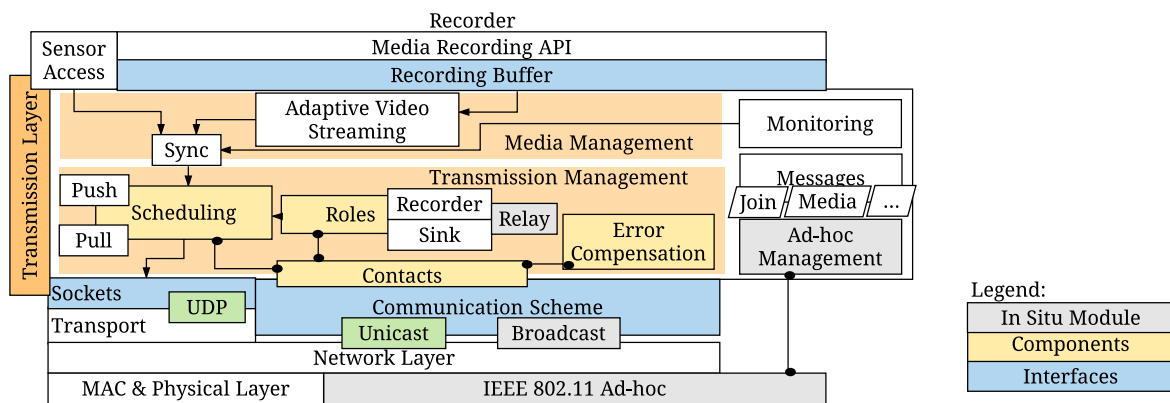 Recorder
Sensor
Access
Media Recording API
Recording Buffer
Transmission Layer
Adaptive Video
Streaming
Media Management
Sync
Monitoring
Transmission Management
Messages
Join
Media
...
Push
Pull
Scheduling
Roles
Recorder
Sink
Relay
Error
Compensation
Ad-hoc
Management
Contacts
Sockets
UDP
Transport
Communication Scheme
Unicast
Broadcast
Network Layer
MAC & Physical Layer
IEEE 802.11 Ad-hoc
Legend:
In Situ Module
Components
Interfaces